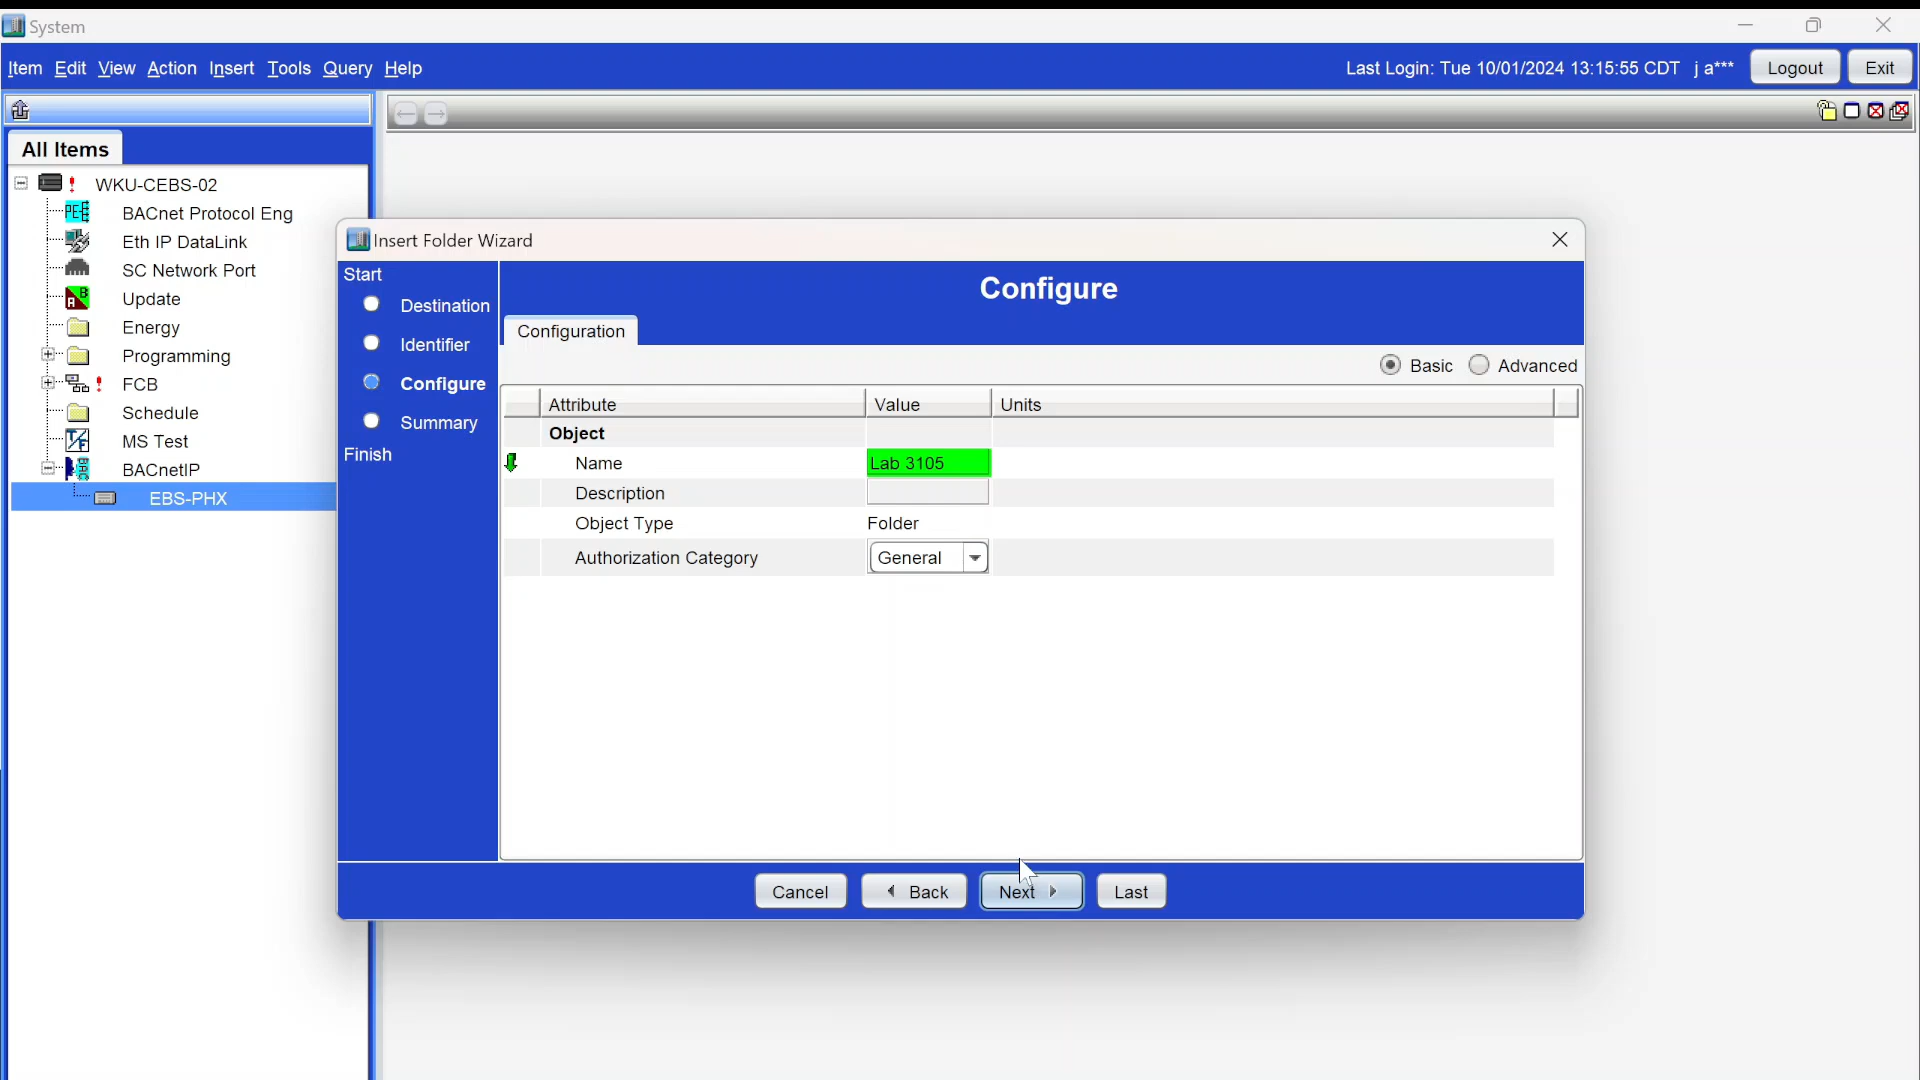 System
Item Edit View Action Insert Tools Query Help
Last Login: Tue 10/01/2024 13:15:55 CDT j a***
Logout
Exit
All Items
WKU-CEBS-02
BACnet Protocol Eng
Eth IP DataLink
SC Network Port
Update
Energy
Programming
FCB
Schedule
MS Test
BACnetIP
EBS-PHX
Insert Folder Wizard
Start
Destination
Identifier
Configure
Summary
Finish
Configure
Configuration
Basic Advanced
Attribute Value Units
Object
Name Lab 3105
Description
Object Type Folder
Authorization Category General
Cancel Back Next Last